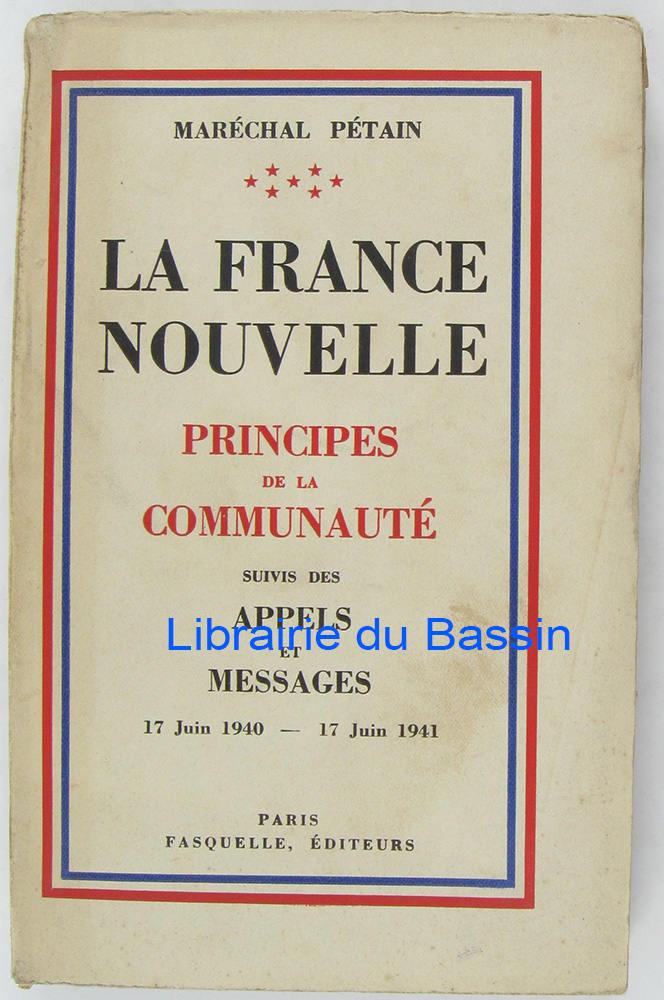 MARÉCHAL PÉTAIN
LA FRANCE
NOUVELLE
PRINCIPES
DE LA
COMMUNAUTÉ
SUIVIS DES
APPELS
Librairie du Bassin
ET
MESSAGES
17 Juin 1940 — 17 Juin 1941
PARIS
FASQUELLE, ÉDITEURS